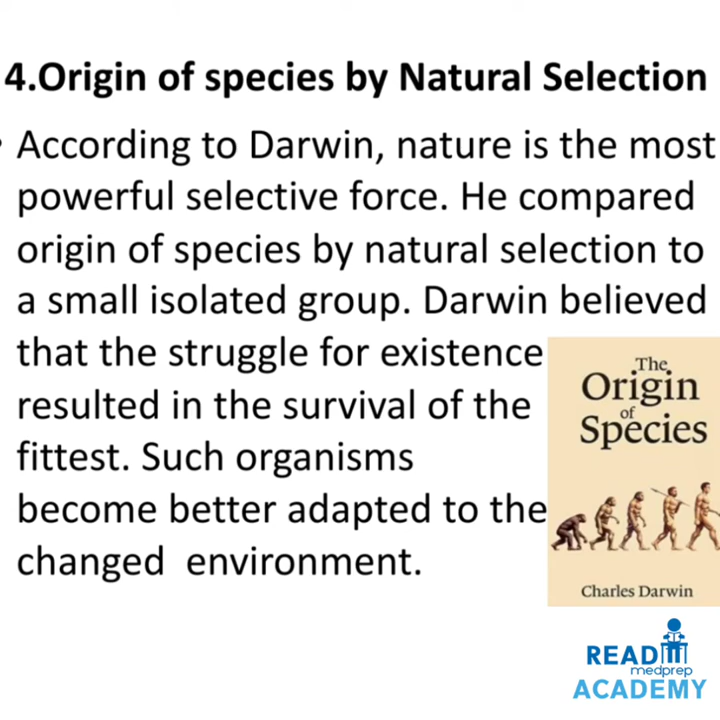 4.Origin of species by Natural Selection
• According to Darwin, nature is the most
powerful selective force. He compared
origin of species by natural selection to
a small isolated group. Darwin believed
that the struggle for existence
resulted in the survival of the
fittest. Such organisms
become better adapted to the
changed environment.
The
Origin
of
Species
Charles Darwin
READ
medprep
ACADEMY